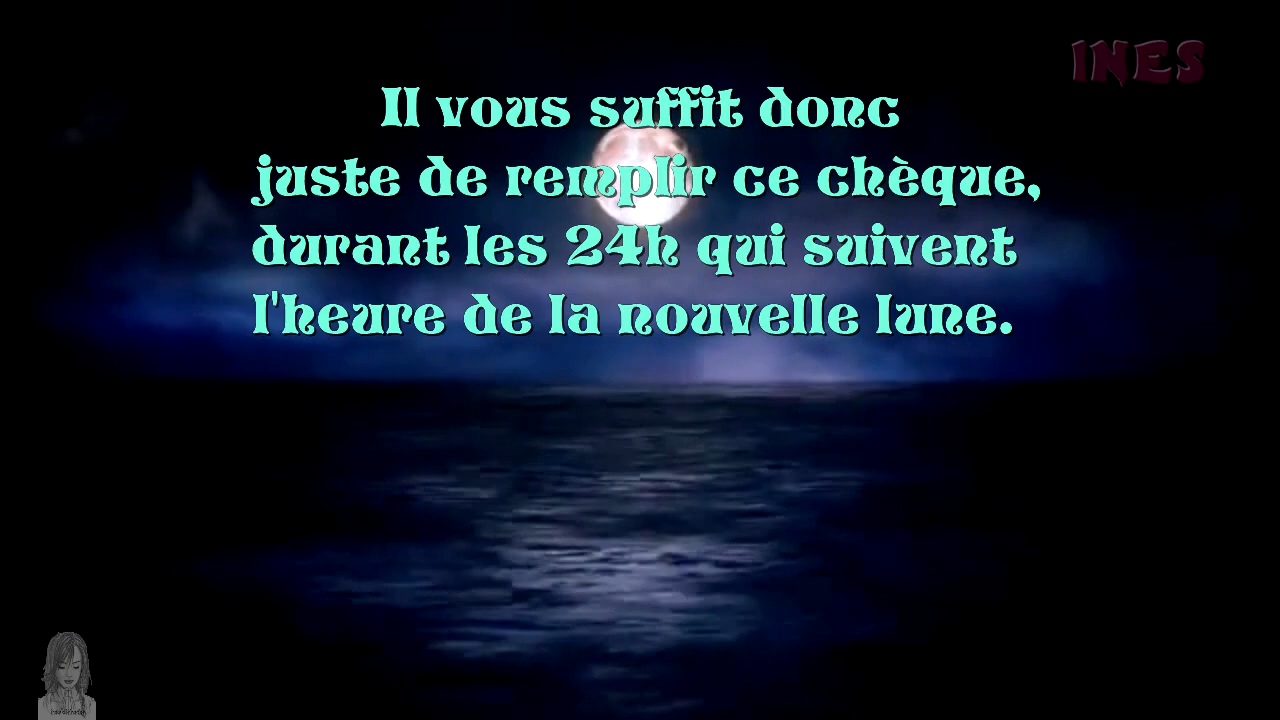 INES
Il vous suffit donc
juste de remplir ce chèque,
durant les 24h qui suivent
l'heure de la nouvelle lune.